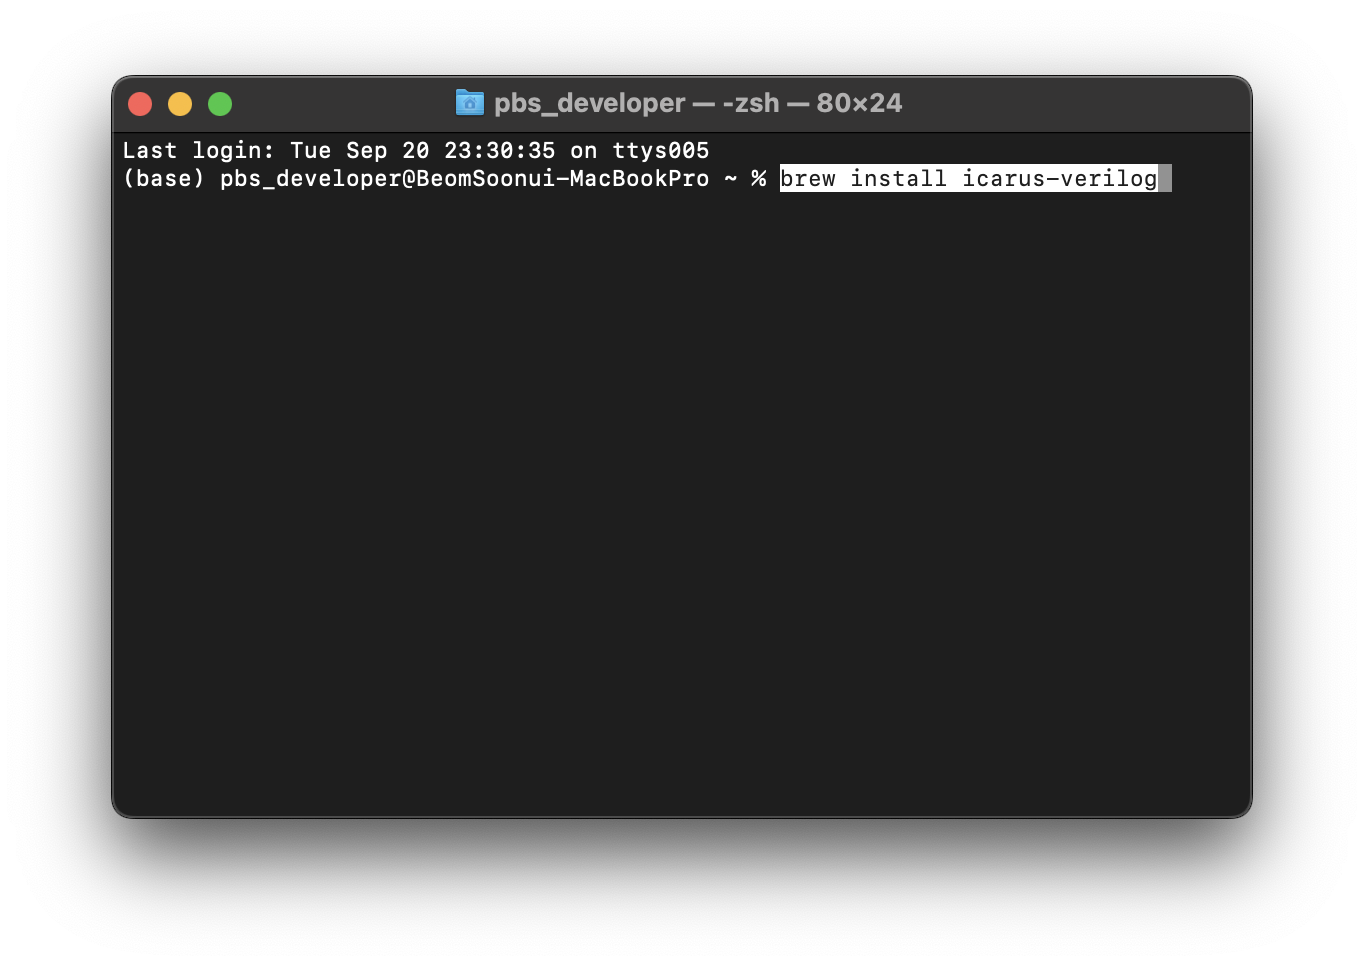 pbs_developer — -zsh — 80×24
Last login: Tue Sep 20 23:30:35 on ttys005
(base) pbs_developer@BeomSoonui-MacBookPro ~ % brew install icarus-verilog